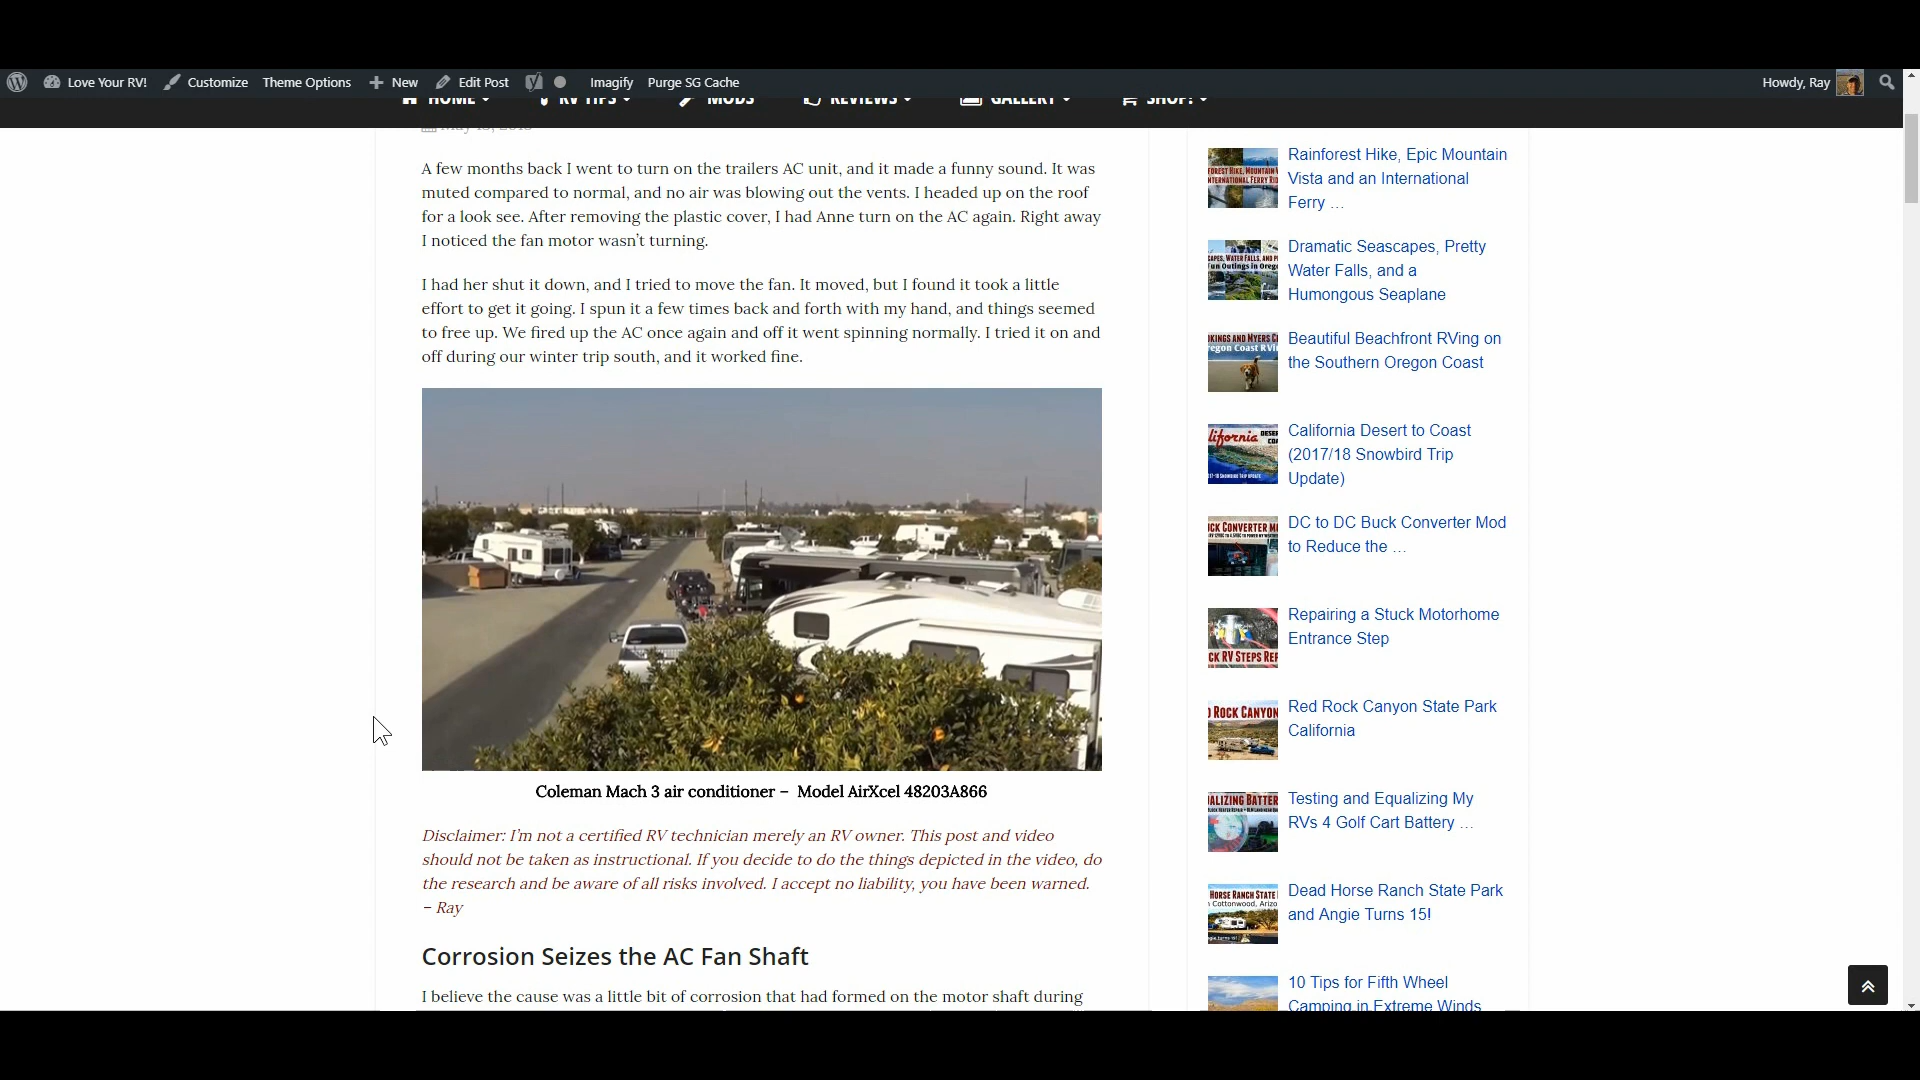 Love Your RV! Customize Theme Options New Edit Post Imagify Purge SG Cache Howdy, Ray
HOME RV TIPS MODS REVIEWS GALLERY SHOP!
May 15, 2018
A few months back I went to turn on the trailers AC unit, and it made a funny sound. It was
muted compared to normal, and no air was blowing out the vents. I headed up on the roof
for a look see. After removing the plastic cover, I had Anne turn on the AC again. Right away
I noticed the fan motor wasn’t turning.
I had her shut it down, and I tried to move the fan. It moved, but I found it took a little
effort to get it going. I spun it a few times back and forth with my hand, and things seemed
to free up. We fired up the AC once again and off it went spinning normally. I tried it on and
off during our winter trip south, and it worked fine.
Coleman Mach 3 air conditioner – Model AirXcel 48203A866
Disclaimer: I’m not a certified RV technician merely an RV owner. This post and video
should not be taken as instructional. If you decide to do the things depicted in the video, do
the research and be aware of all risks involved. I accept no liability, you have been warned.
– Ray
Corrosion Seizes the AC Fan Shaft
I believe the cause was a little bit of corrosion that had formed on the motor shaft during
Rainforest Hike, Epic Mountain
Vista and an International
Ferry …
Dramatic Seascapes, Pretty
Water Falls, and a
Humongous Seaplane
Beautiful Beachfront RVing on
the Southern Oregon Coast
California Desert to Coast
(2017/18 Snowbird Trip
Update)
DC to DC Buck Converter Mod
to Reduce the …
Repairing a Stuck Motorhome
Entrance Step
Red Rock Canyon State Park
California
Testing and Equalizing My
RVs 4 Golf Cart Battery …
Dead Horse Ranch State Park
and Angie Turns 15!
10 Tips for Fifth Wheel
Camping in Extreme Winds